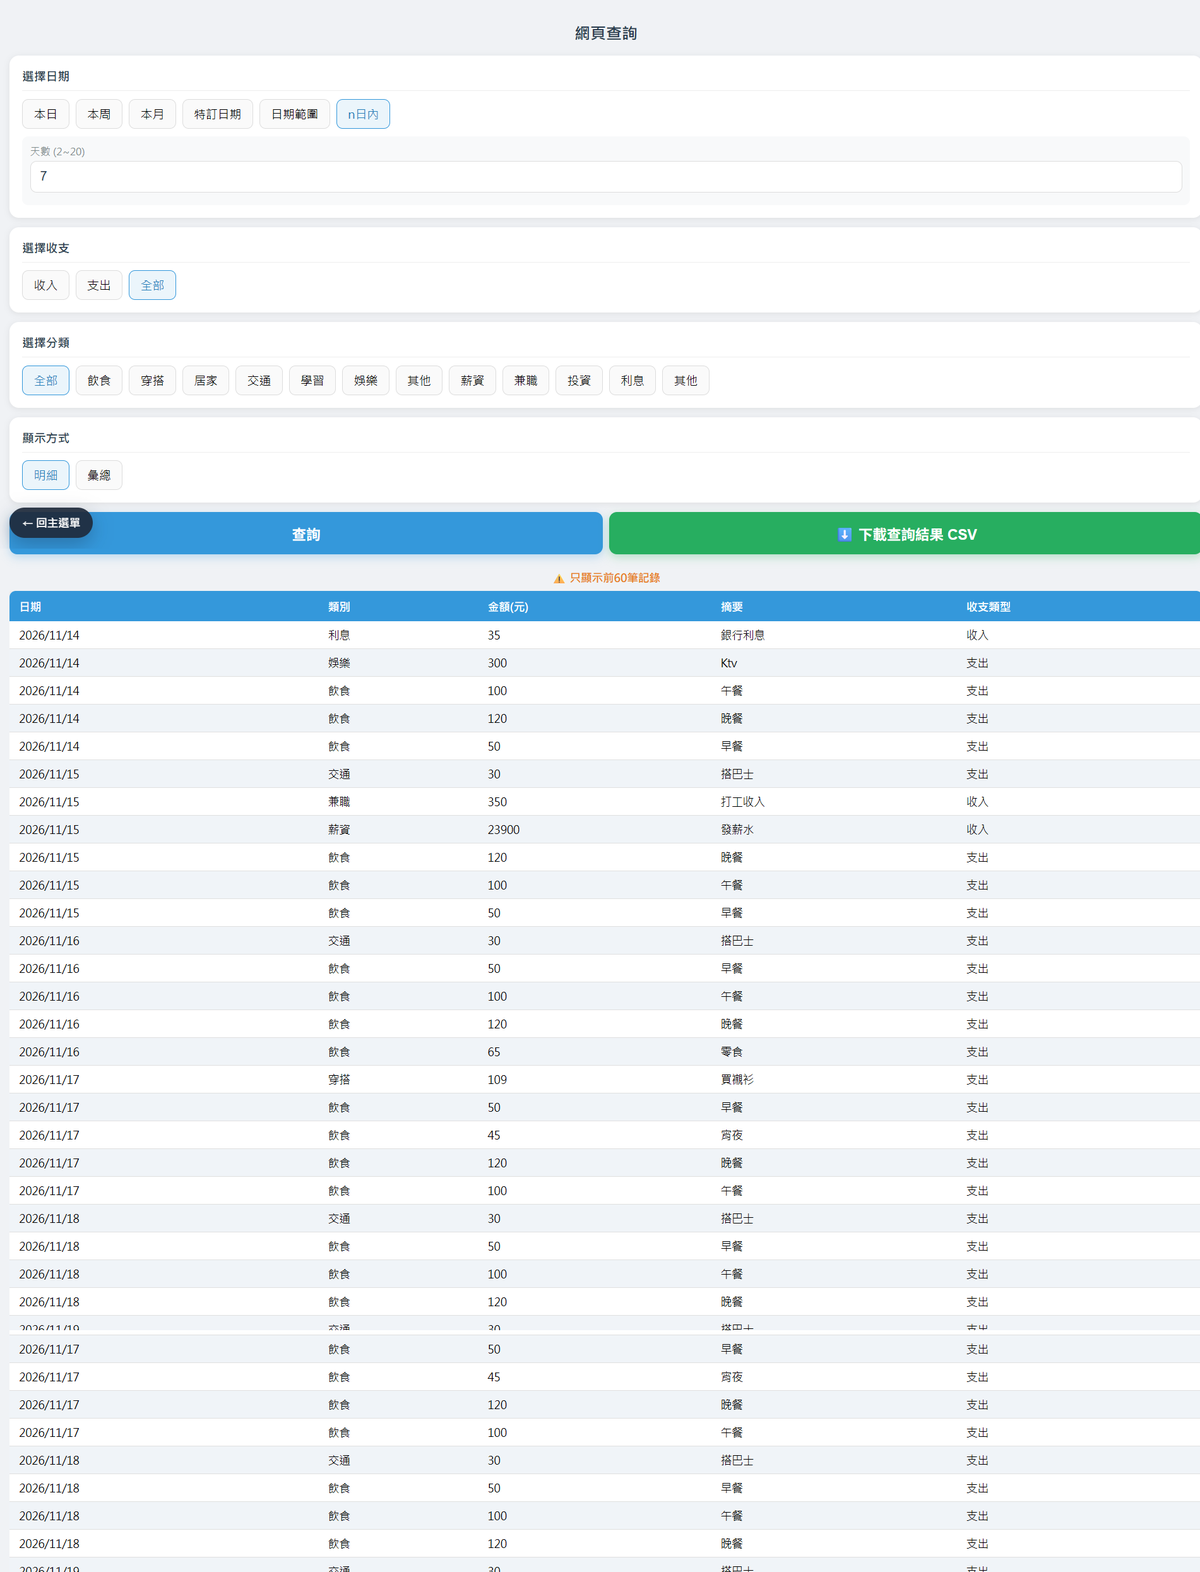 網頁查詢
選擇日期
本日 本周 本月 特訂日期 日期範圍 n日內
天數 (2~20)
7
選擇收支
收入 支出 全部
選擇分類
全部 飲食 穿搭 居家 交通 學習 娛樂 其他 薪資 兼職 投資 利息 其他
顯示方式
明細 彙總
← 回主選單
查詢
⬇️ 下載查詢結果 CSV
⚠️ 只顯示前60筆記錄
日期 類別 金額(元) 摘要 收支類型
2026/11/14 利息 35 銀行利息 收入
2026/11/14 娛樂 300 Ktv 支出
2026/11/14 飲食 100 午餐 支出
2026/11/14 飲食 120 晚餐 支出
2026/11/14 飲食 50 早餐 支出
2026/11/15 交通 30 搭巴士 支出
2026/11/15 兼職 350 打工收入 收入
2026/11/15 薪資 23900 發薪水 收入
2026/11/15 飲食 120 晚餐 支出
2026/11/15 飲食 100 午餐 支出
2026/11/15 飲食 50 早餐 支出
2026/11/16 交通 30 搭巴士 支出
2026/11/16 飲食 50 早餐 支出
2026/11/16 飲食 100 午餐 支出
2026/11/16 飲食 120 晚餐 支出
2026/11/16 飲食 65 零食 支出
2026/11/17 穿搭 109 買襯衫 支出
2026/11/17 飲食 50 早餐 支出
2026/11/17 飲食 45 宵夜 支出
2026/11/17 飲食 120 晚餐 支出
2026/11/17 飲食 100 午餐 支出
2026/11/18 交通 30 搭巴士 支出
2026/11/18 飲食 50 早餐 支出
2026/11/18 飲食 100 午餐 支出
2026/11/18 飲食 120 晚餐 支出
2026/11/19 交通 30 搭巴士 支出
2026/11/17 飲食 50 早餐 支出
2026/11/17 飲食 45 宵夜 支出
2026/11/17 飲食 120 晚餐 支出
2026/11/17 飲食 100 午餐 支出
2026/11/18 交通 30 搭巴士 支出
2026/11/18 飲食 50 早餐 支出
2026/11/18 飲食 100 午餐 支出
2026/11/18 飲食 120 晚餐 支出
2026/11/19 交通 30 搭巴士 支出